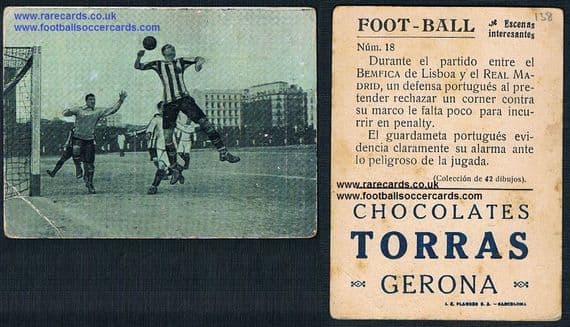 www.rarecards.co.uk
www.footballsoccercards.com
138
FOOT-BALL
Escenas
interesantes
Núm. 18
Durante el partido entre el
BEMFICA de Lisboa y el REAL MA-
DRID, un defensa portugués al pre-
tender rechazar un corner contra
su marco le falta poco para incu-
rrir en penalty.
El guardameta portugués evi-
dencia claramente su alarma ante
lo peligroso de la jugada.
(Colección de 42 dibujos).
www.rarecards.co.uk
www.footballsoccercards.com
CHOCOLATES
TORRAS
GERONA
I. E. PLANGES S. A. - BARCELONA